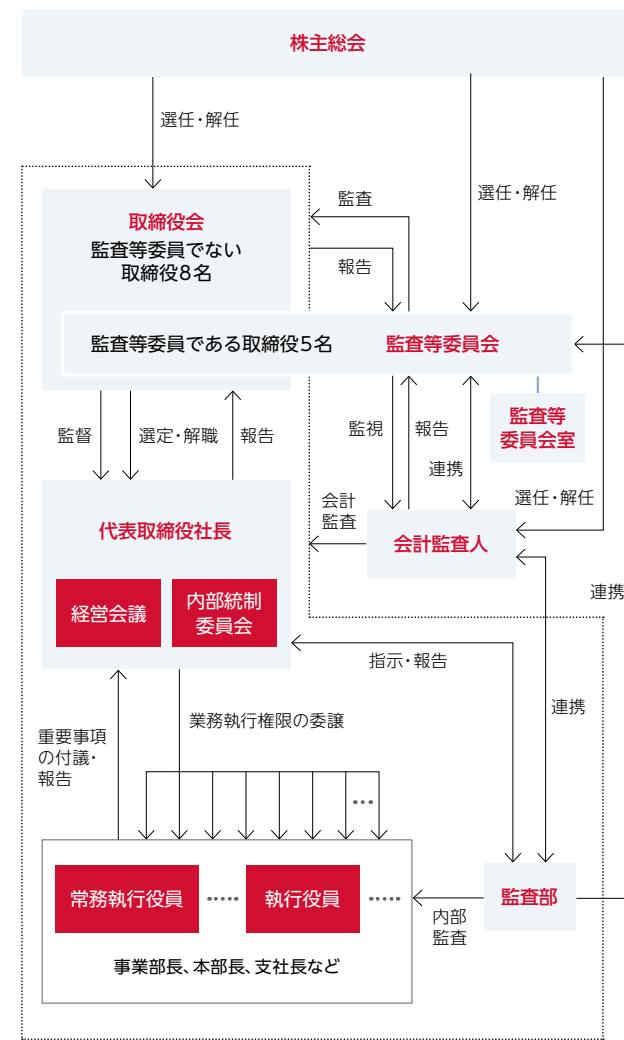 株主総会
選任・解任
取締役会
監査等委員でない
取締役8名
監査
報告
選任・解任
監査等委員である取締役5名
監査等委員会
監査等
委員会室
監督
選定・解職
報告
監視
報告
連携
選任・解任
会計
監査
会計監査人
代表取締役社長
経営会議
内部統制
委員会
連携
指示・報告
連携
重要事項
の付議・
報告
業務執行権限の委譲
…
常務執行役員
‥‥‥
執行役員
‥‥‥
事業部長、本部長、支社長など
内部
監査
監査部